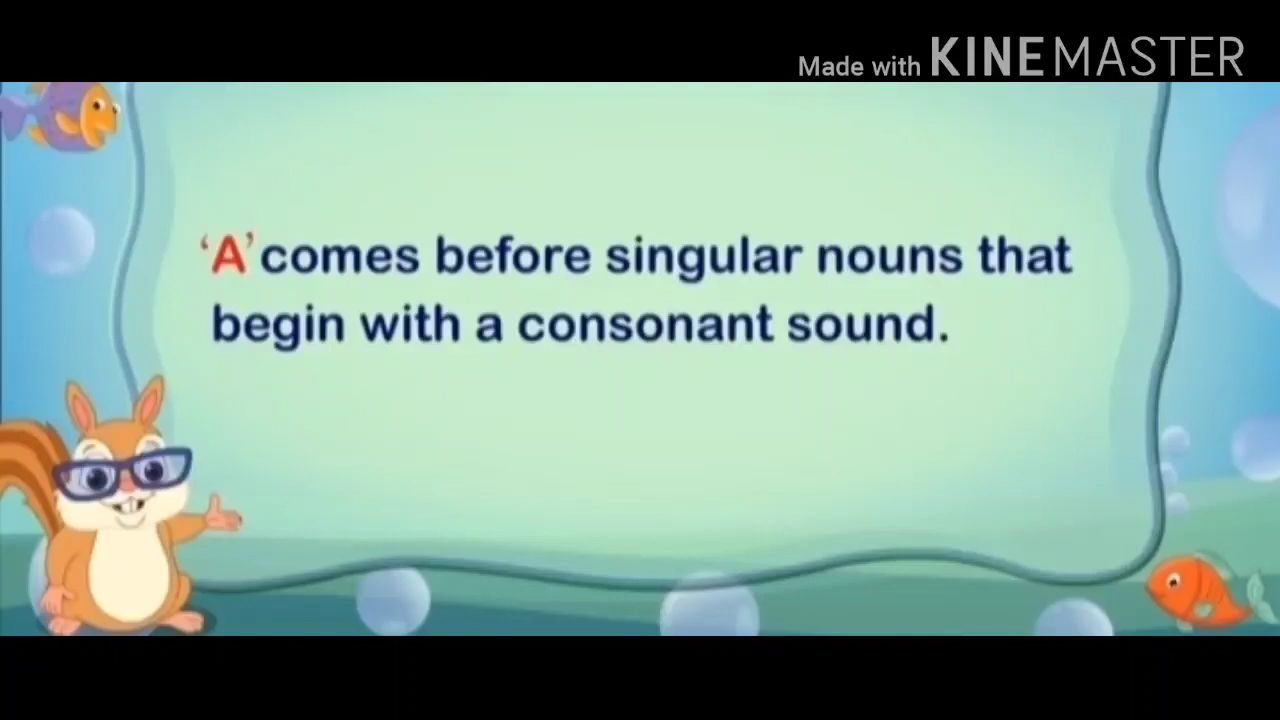 Made with KINEMASTER
‘A’ comes before singular nouns that
begin with a consonant sound.